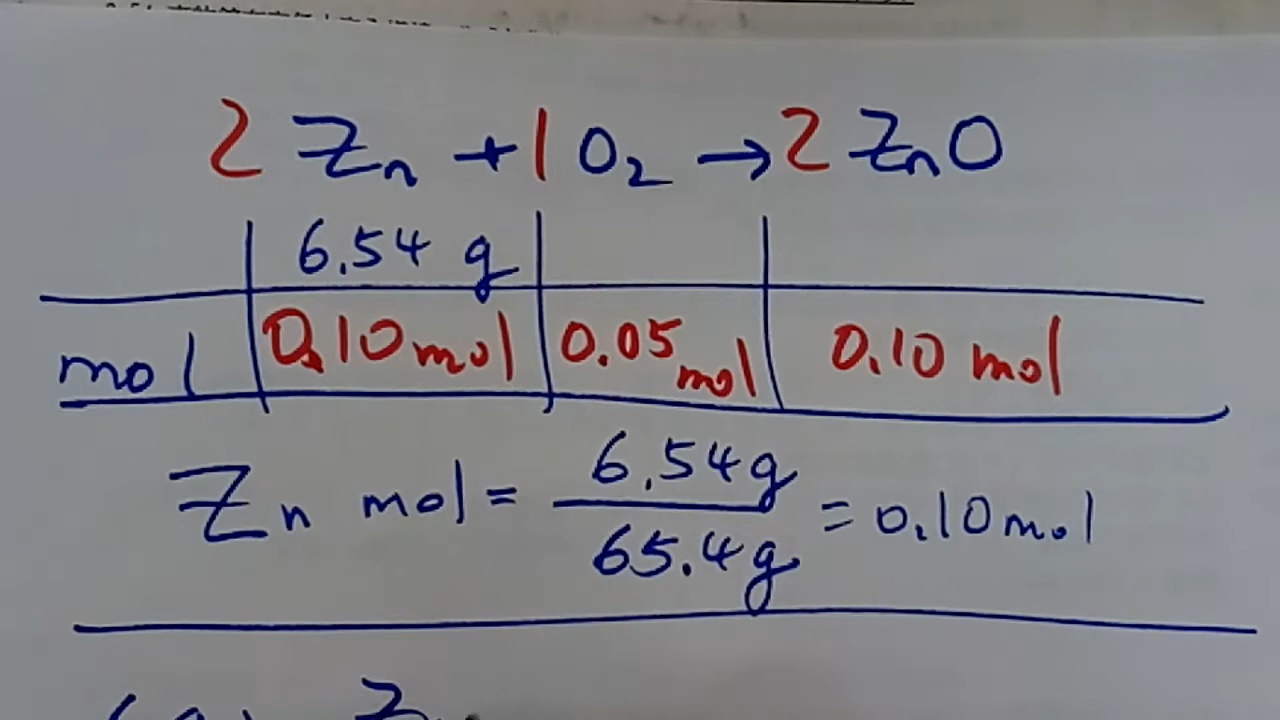 2 Zn + 1 O₂ → 2 ZnO
6.54 g
mol 0.10 mol 0.05 mol 0.10 mol
Zn mol = 6.54g / 65.4g = 0.10 mol